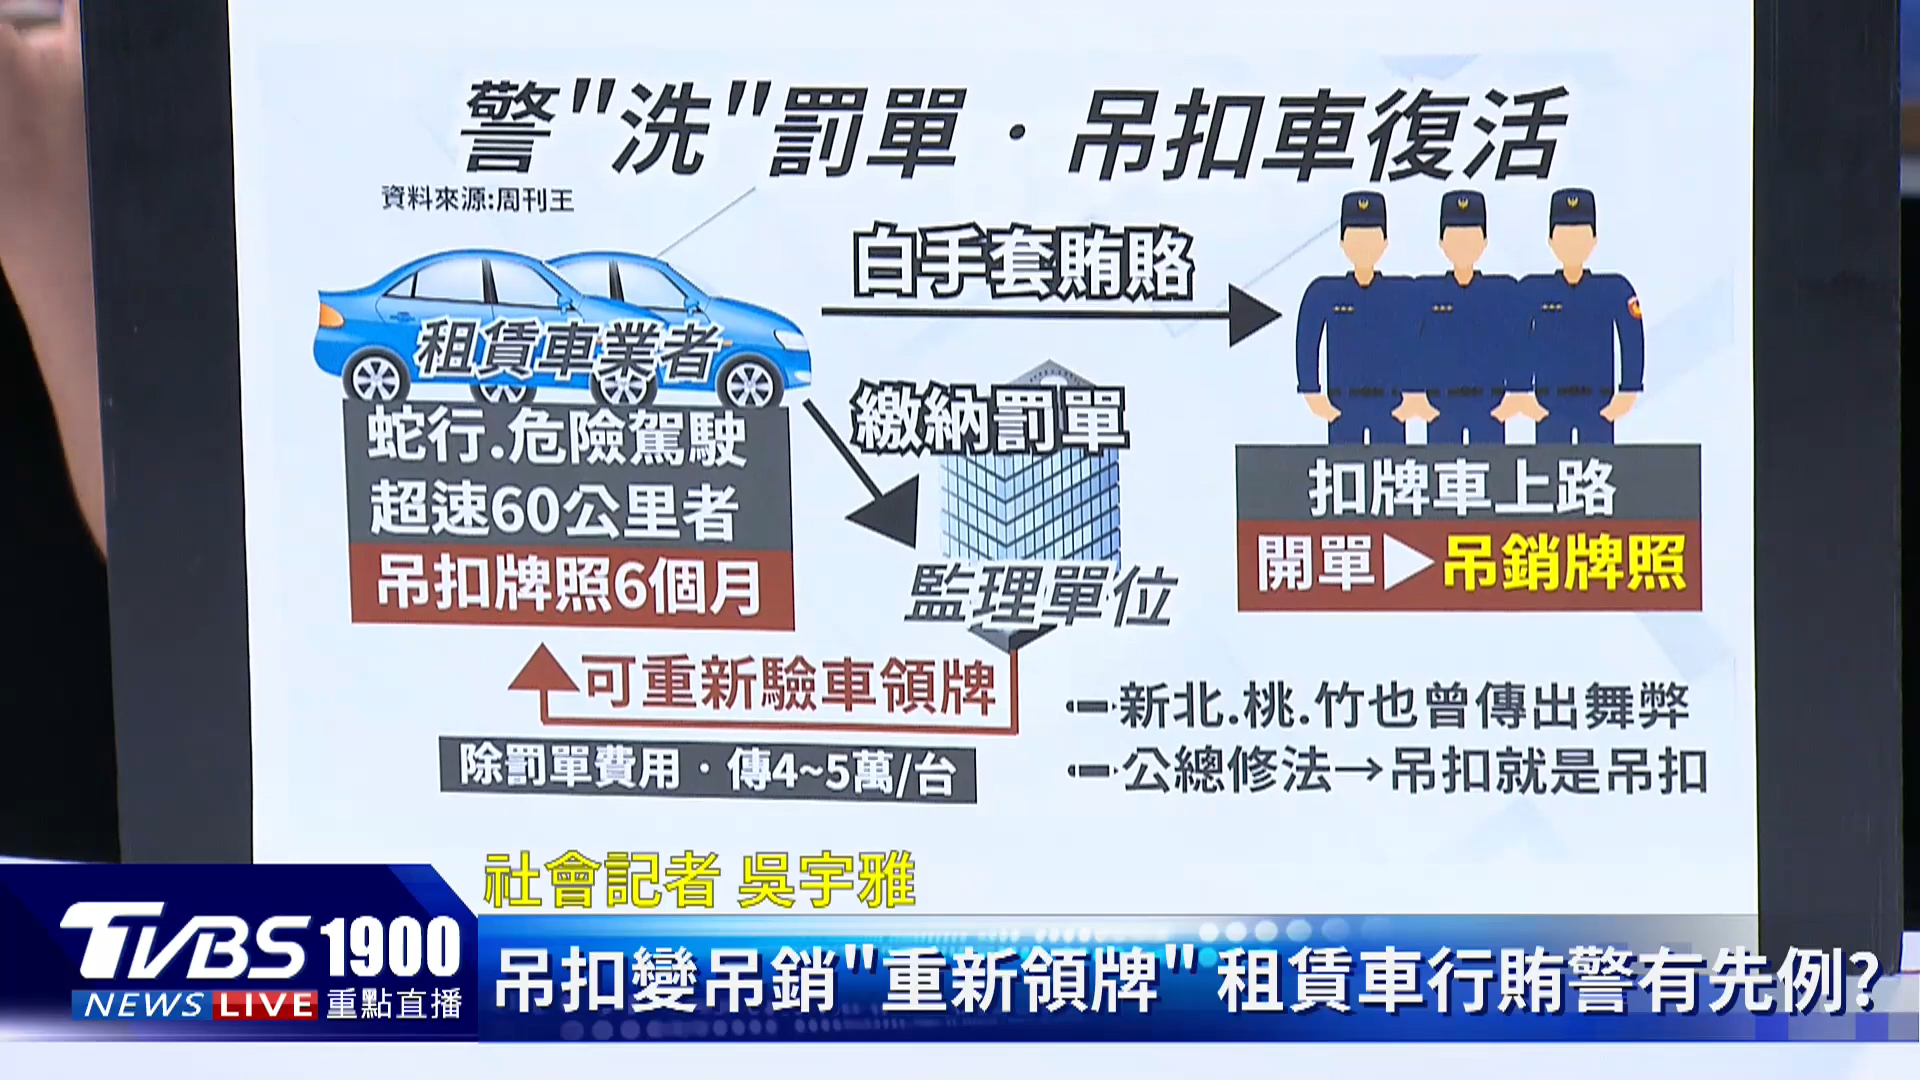 警"洗"罰單‧吊扣車復活
資料來源:周刊王
白手套賄賂
租賃車業者
繳納罰單
蛇行.危險駕駛
超速60公里者
吊扣牌照6個月
監理單位
扣牌車上路
開單▶吊銷牌照
可重新驗車領牌
除罰單費用‧傳4~5萬/台
新北.桃.竹也曾傳出舞弊
公總修法→吊扣就是吊扣
社會記者 吳宇雅
TVBS 1900
NEWS LIVE 重點直播
吊扣變吊銷"重新領牌" 租賃車行賄警有先例?